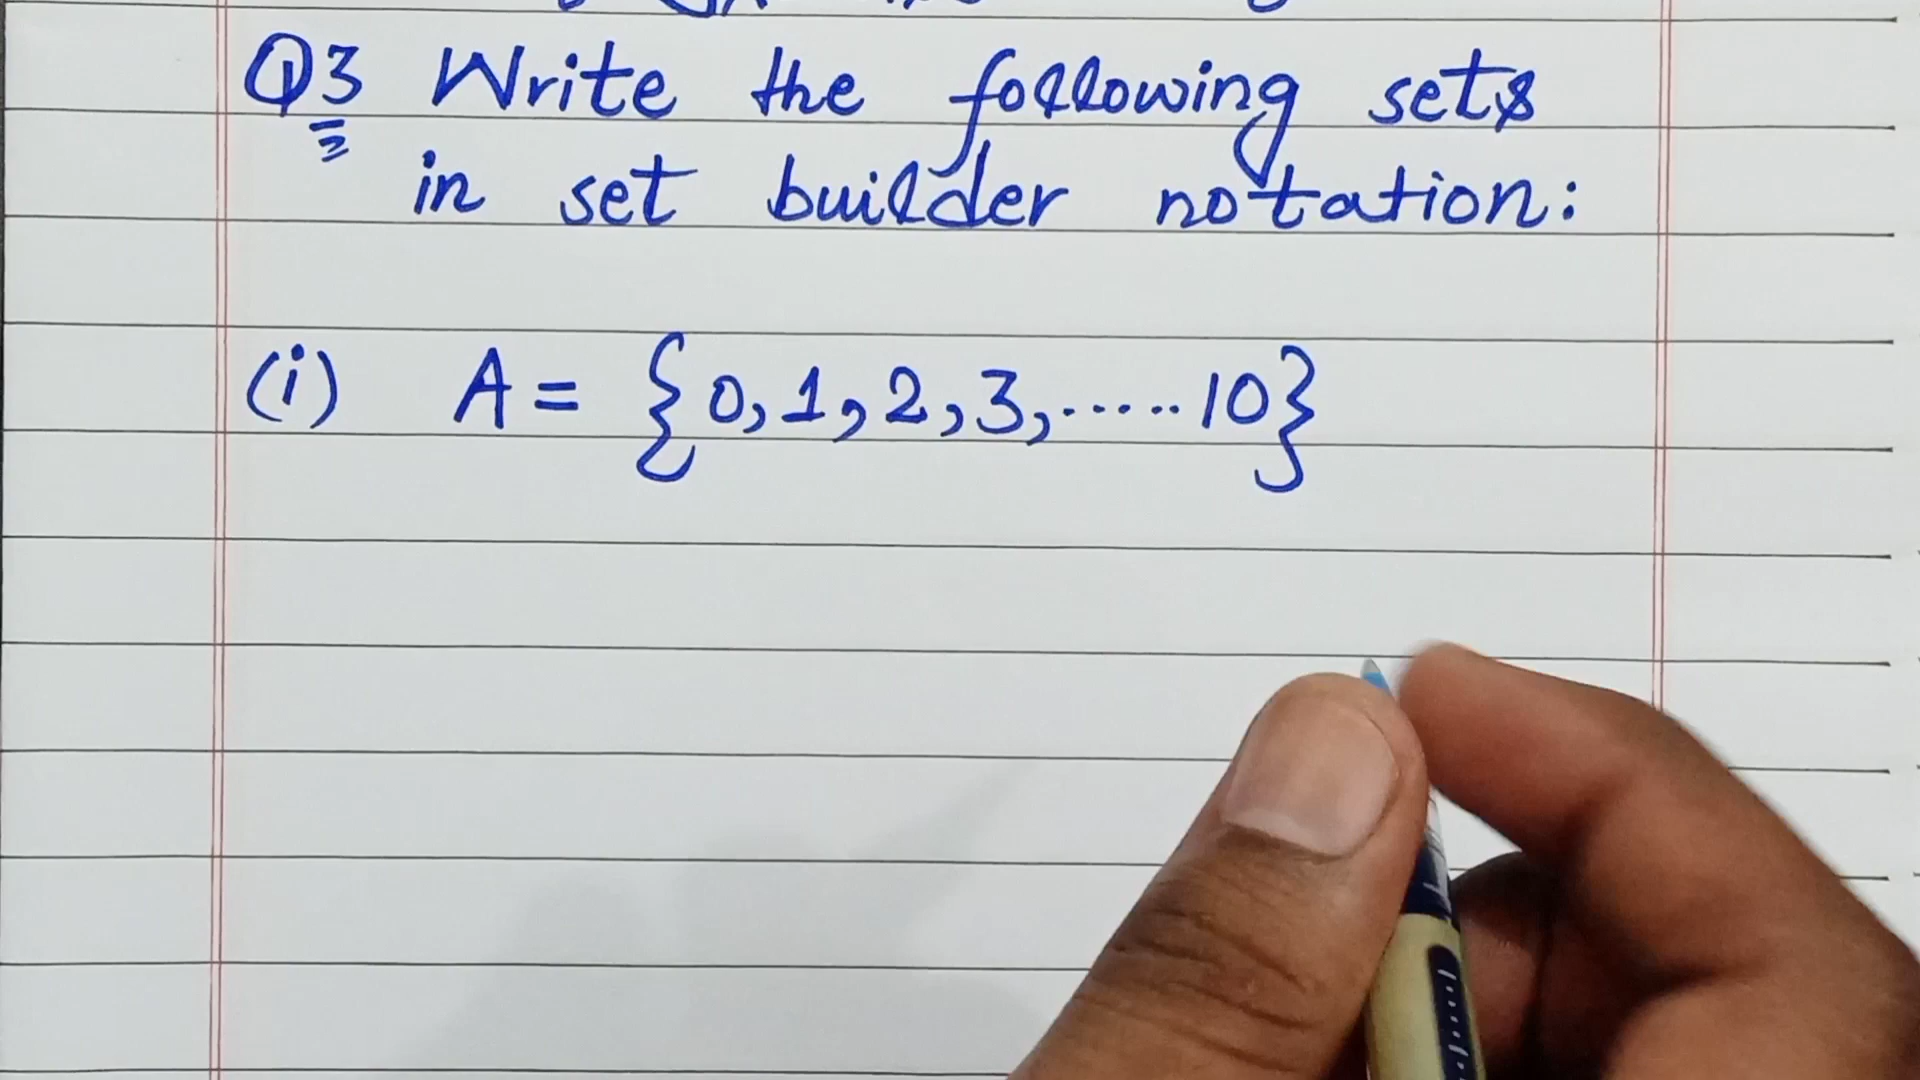 Q3 Write the following sets
in set builder notation:
(i) A = {0, 1, 2, 3, ..... 10}